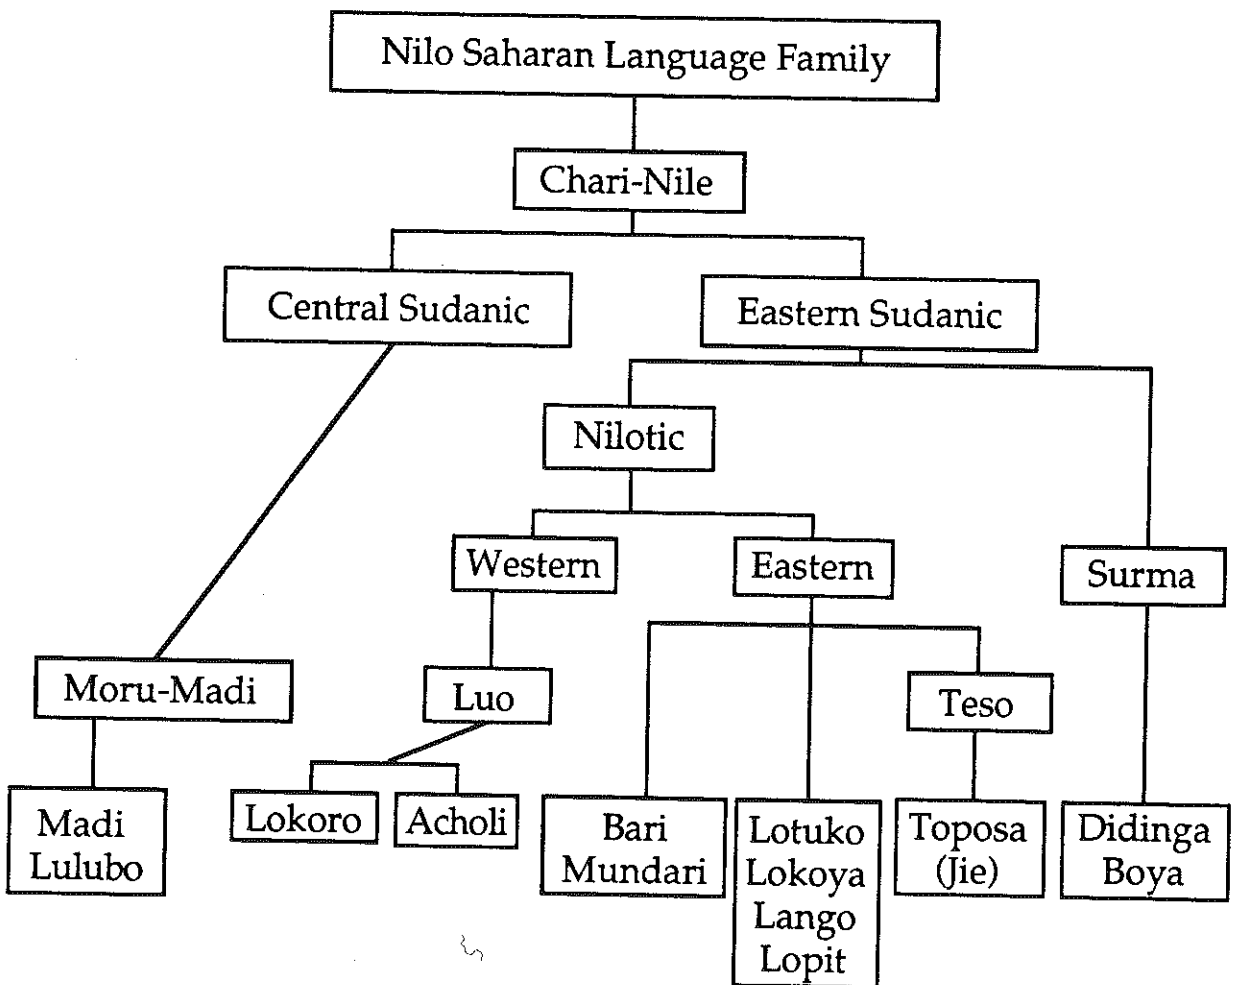 Nilo Saharan Language Family
Chari-Nile
Central Sudanic
Eastern Sudanic
Nilotic
Western
Eastern
Surma
Moru-Madi
Luo
Teso
Madi
Lulubo
Lokoro
Acholi
Bari
Mundari
Lotuko
Lokoya
Lango
Lopit
Toposa
(Jie)
Didinga
Boya